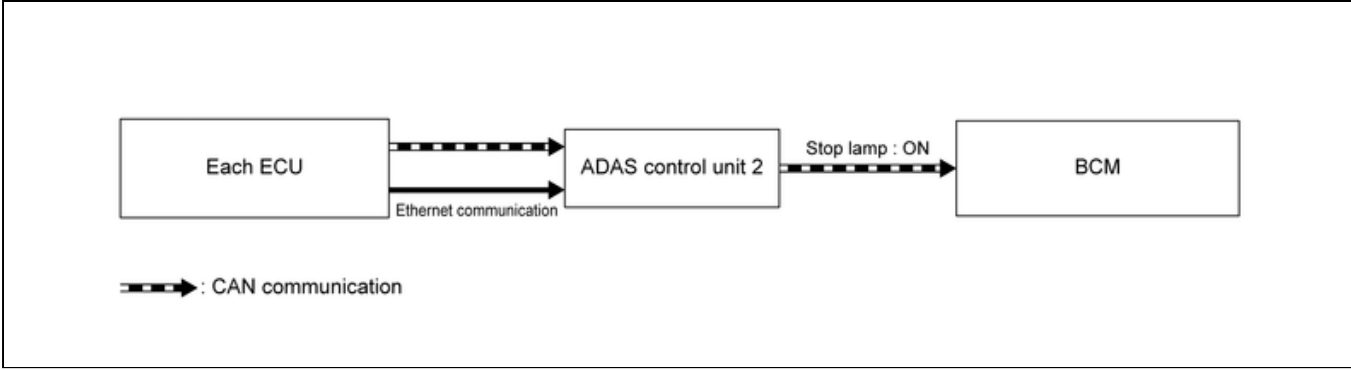 Each ECU
Ethernet communication
ADAS control unit 2
Stop lamp : ON
BCM
: CAN communication